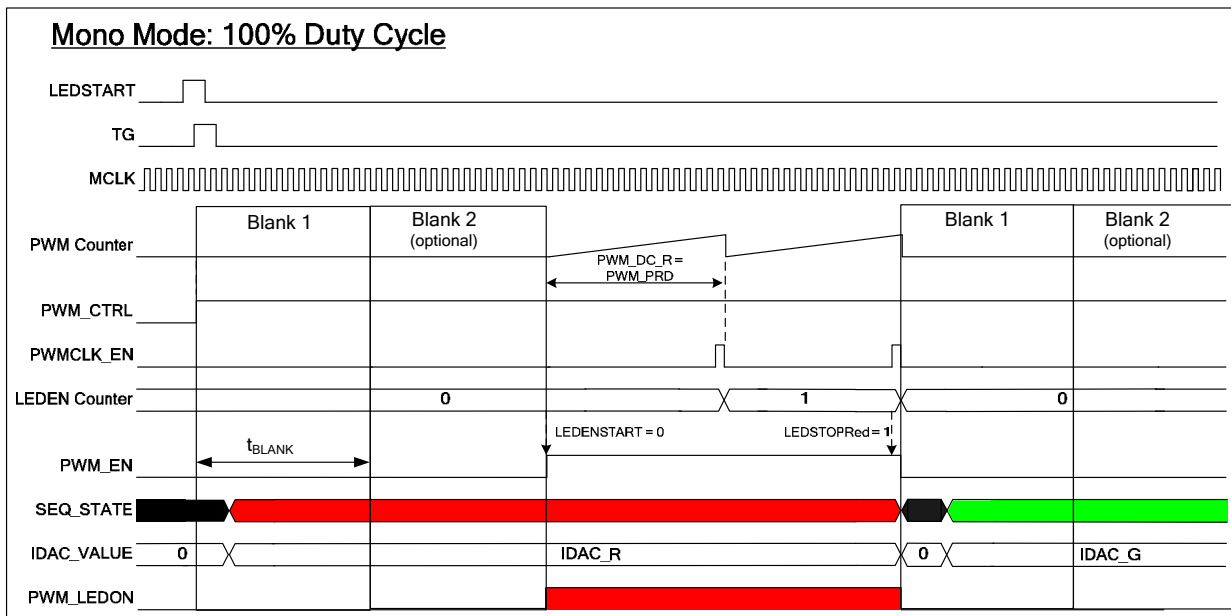 Mono Mode: 100% Duty Cycle
LEDSTART
TG
MCLK
Blank 1
Blank 2
(optional)
Blank 1
Blank 2
(optional)
PWM Counter
PWM_DC_R =
PWM_PRD
PWM_CTRL
PWMCLK_EN
LEDEN Counter
0
1
0
LEDENSTART = 0
LEDSTOPRed = 1
tBLANK
PWM_EN
SEQ_STATE
IDAC_VALUE
0
IDAC_R
0
IDAC_G
PWM_LEDON